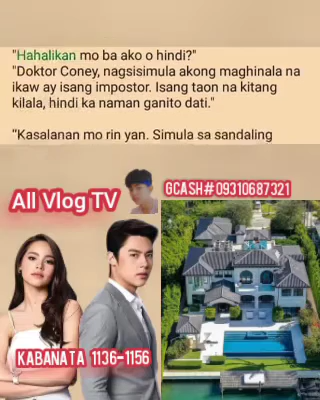 "Hahalikan mo ba ako o hindi?"
"Doktor Coney, nagsisimula akong maghinala na
ikaw ay isang impostor. Isang taon na kitang
kilala, hindi ka naman ganito dati."
"Kasalanan mo rin yan. Simula sa sandaling
All Vlog TV
GCASH#09310687321
KABANATA 1136-1156